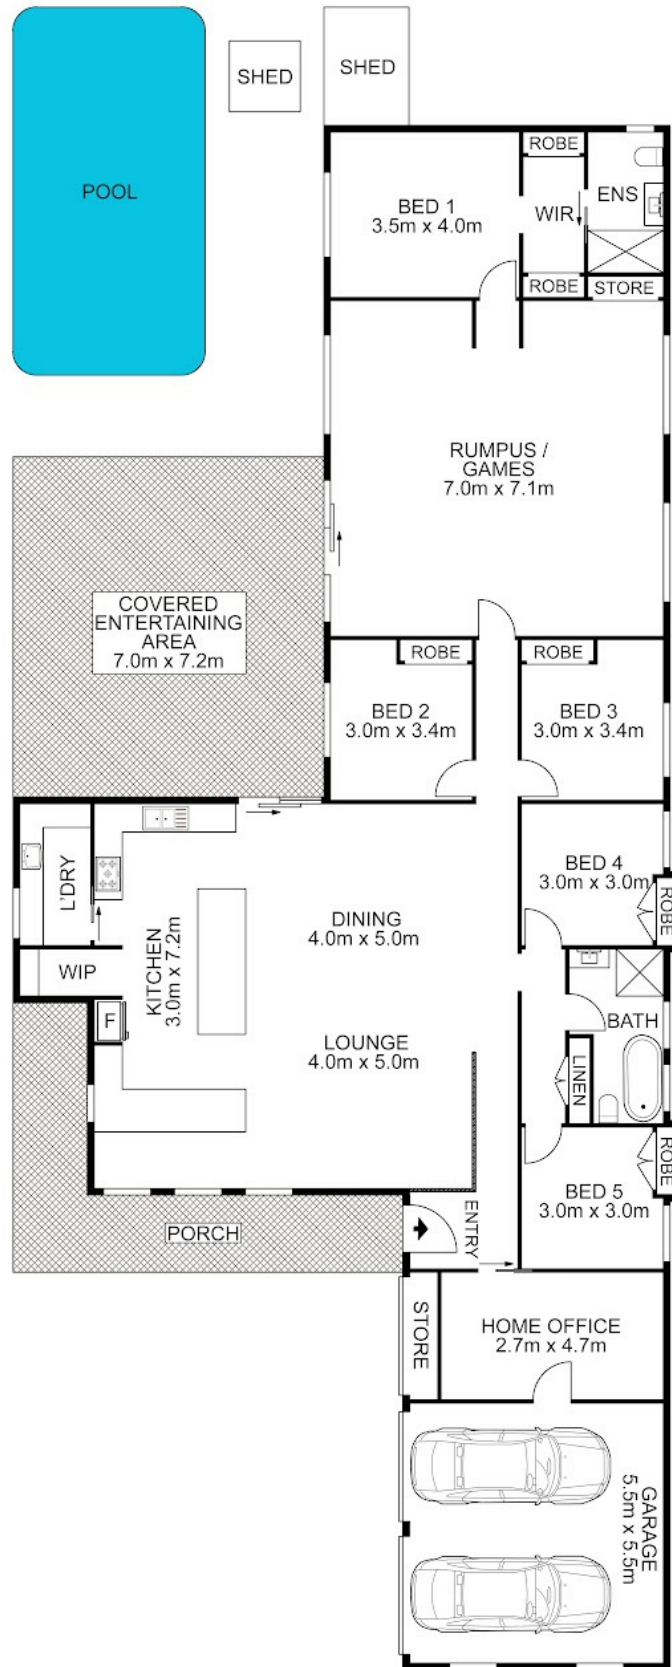 POOL
SHED
SHED
BED 1
3.5m x 4.0m
ROBE
WIR
ENS
ROBE
STORE
RUMPUS /
GAMES
7.0m x 7.1m
COVERED
ENTERTAINING
AREA
7.0m x 7.2m
ROBE
ROBE
BED 2
3.0m x 3.4m
BED 3
3.0m x 3.4m
L'DRY
WIP
F
KITCHEN
3.0m x 7.2m
DINING
4.0m x 5.0m
LOUNGE
4.0m x 5.0m
BED 4
3.0m x 3.0m
ROBE
BATH
LINEN
ROBE
BED 5
3.0m x 3.0m
PORCH
ENTRY
STORE
HOME OFFICE
2.7m x 4.7m
GARAGE
5.5m x 5.5m